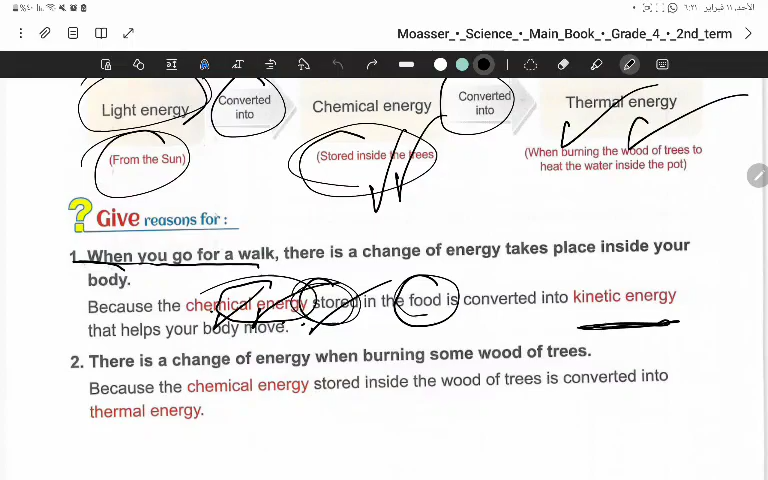 الأحد، ١١ فبراير ٦:٢١
Moasser_•_Science_•_Main_Book_•_Grade_4_•_2nd_term
Light energy
Converted
into
Chemical energy
Converted
into
Thermal energy
(From the Sun)
(Stored inside the trees
(When burning the wood of trees to
heat the water inside the pot)
? Give reasons for :
1. When you go for a walk, there is a change of energy takes place inside your
body.
Because the chemical energy stored in the food is converted into kinetic energy
that helps your body move.
2. There is a change of energy when burning some wood of trees.
Because the chemical energy stored inside the wood of trees is converted into
thermal energy.